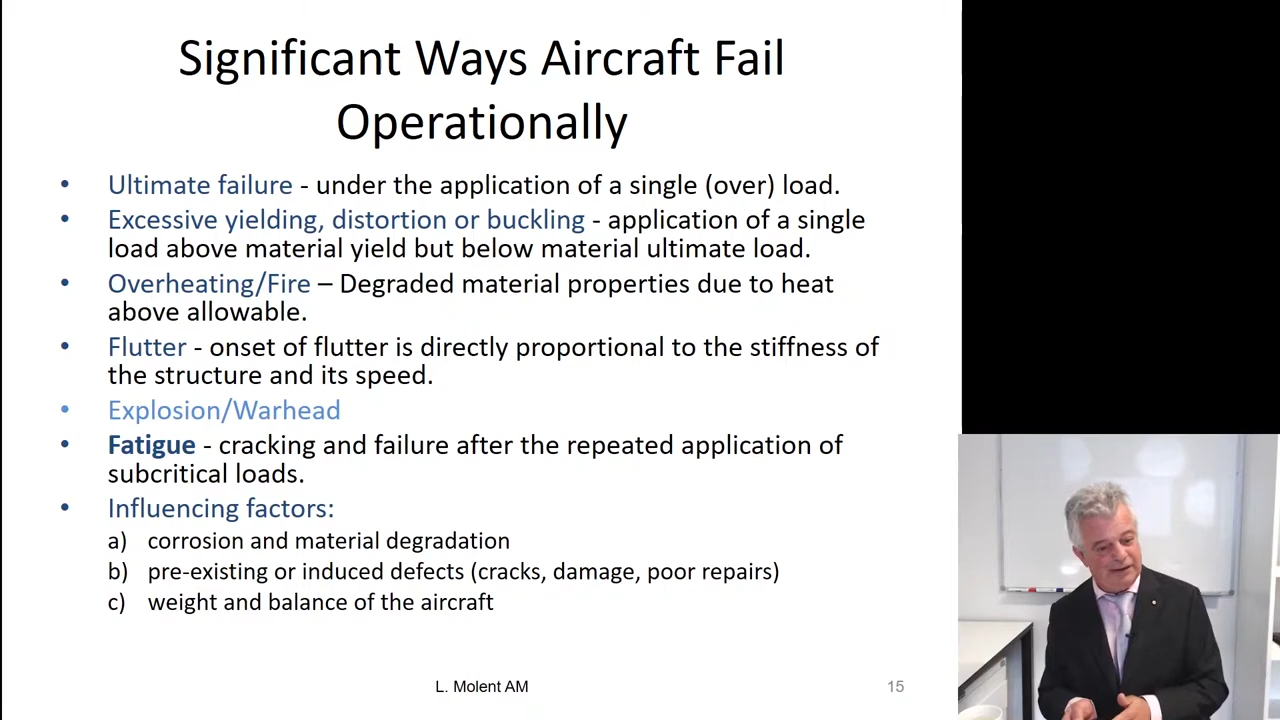 Significant Ways Aircraft Fail
Operationally
• Ultimate failure - under the application of a single (over) load.
• Excessive yielding, distortion or buckling - application of a single
load above material yield but below material ultimate load.
• Overheating/Fire – Degraded material properties due to heat
above allowable.
• Flutter - onset of flutter is directly proportional to the stiffness of
the structure and its speed.
• Explosion/Warhead
• Fatigue - cracking and failure after the repeated application of
subcritical loads.
• Influencing factors:
a) corrosion and material degradation
b) pre-existing or induced defects (cracks, damage, poor repairs)
c) weight and balance of the aircraft
L. Molent AM
15